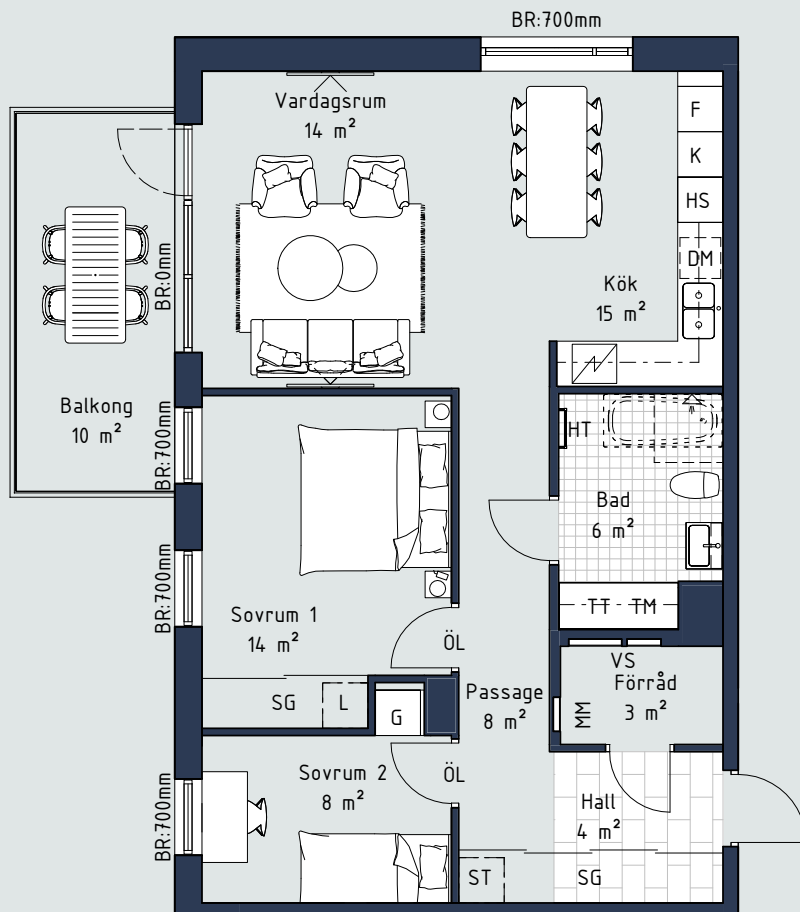 BR:700mm
Vardagsrum
14 m²
F
K
HS
DM
Kök
15 m²
BR:0mm
Balkong
10 m²
BR:700mm
HT
Bad
6 m²
BR:700mm
TT TM
Sovrum 1
14 m²
ÖL
VS
Förråd
3 m²
MM
Passage
8 m²
SG
L
G
Sovrum 2
8 m²
ÖL
BR:700mm
Hall
4 m²
ST
SG